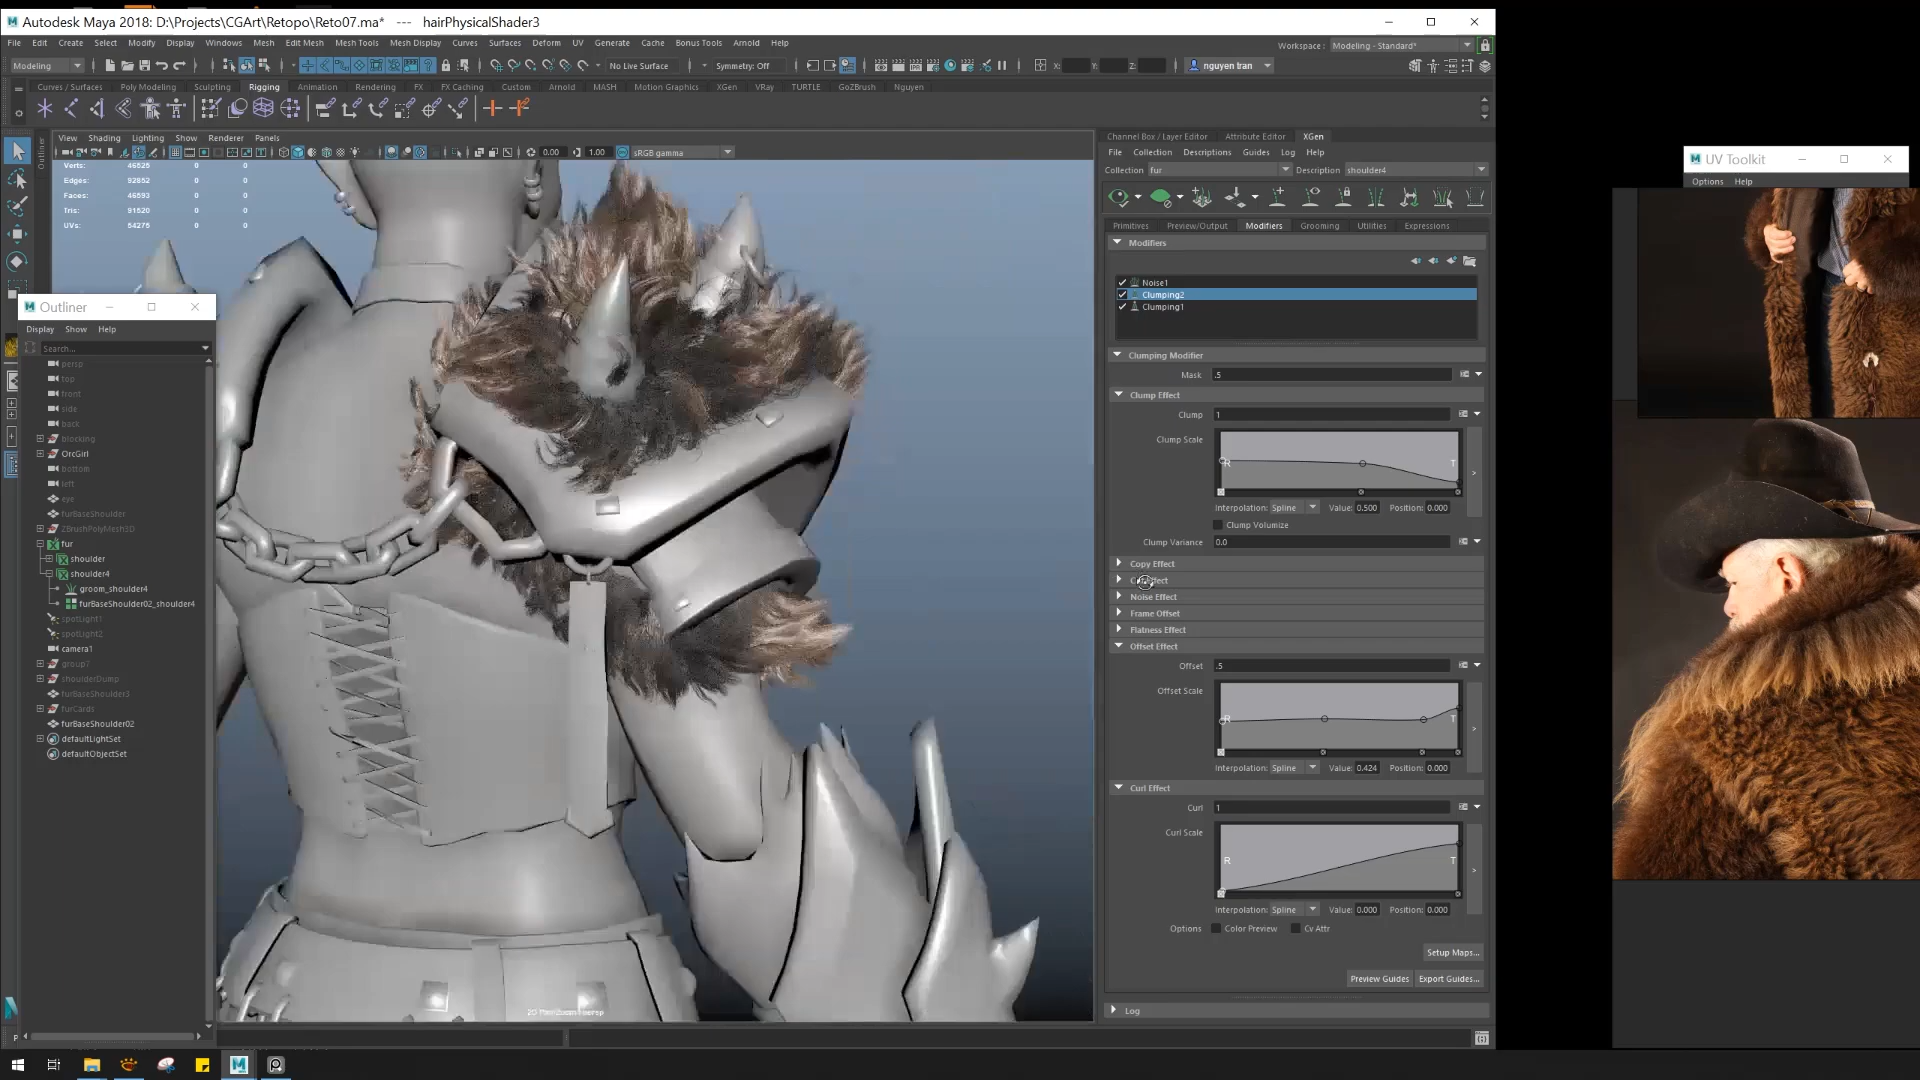 Autodesk Maya 2018: D:\Projects\CGArt\Retopo\Reto07.ma* --- hairPhysicalShader3
File Edit Create Select Modify Display Windows Mesh Edit Mesh Mesh Tools Mesh Display Curves Surfaces Deform UV Generate Cache Bonus Tools Arnold Help
Workspace : Modeling - Standard*
Modeling No Live Surface Symmetry: Off X: Y: Z: nguyen tran
Curves / Surfaces Poly Modeling Sculpting Rigging Animation Rendering FX FX Caching Custom Arnold MASH Motion Graphics XGen VRay TURTLE GoZBrush Nguyen
View Shading Lighting Show Renderer Panels
0.00 1.00 sRGB gamma
Verts: 46825 0 0
Edges: 92852 0 0
Faces: 46593 0 0
Tris: 91520 0 0
UVs: 54275 0 0
Outliner
Display Show Help
Search...
persp
top
front
side
back
blocking
OrcGirl
bottom
left
eye
furBaseShoulder
ZBrushPolyMesh3D
fur
shoulder
shoulder4
groom_shoulder4
furBaseShoulder02_shoulder4
spotLight1
spotLight2
camera1
group7
shoulderDump
furBaseShoulder3
furCards
furBaseShoulder02
defaultLightSet
defaultObjectSet
Channel Box / Layer Editor Attribute Editor XGen
File Collection Descriptions Guides Log Help
Collection fur Description shoulder4
Primitives Preview/Output Modifiers Grooming Utilities Expressions
Modifiers
Noise1
Clumping2
Clumping1
Clumping Modifier
Mask .5
Clump Effect
Clump 1
Clump Scale
R T
Interpolation: Spline Value: 0.500 Position: 0.000
Clump Volumize
Clump Variance 0.0
Copy Effect
Effect
Noise Effect
Frame Offset
Flatness Effect
Offset Effect
Offset .5
Offset Scale
R T
Interpolation: Spline Value: 0.424 Position: 0.000
Curl Effect
Curl 1
Curl Scale
R T
Interpolation: Spline Value: 0.000 Position: 0.000
Options Color Preview Cv Attr
Setup Maps...
Preview Guides Export Guides...
Log
UV Toolkit
Options Help